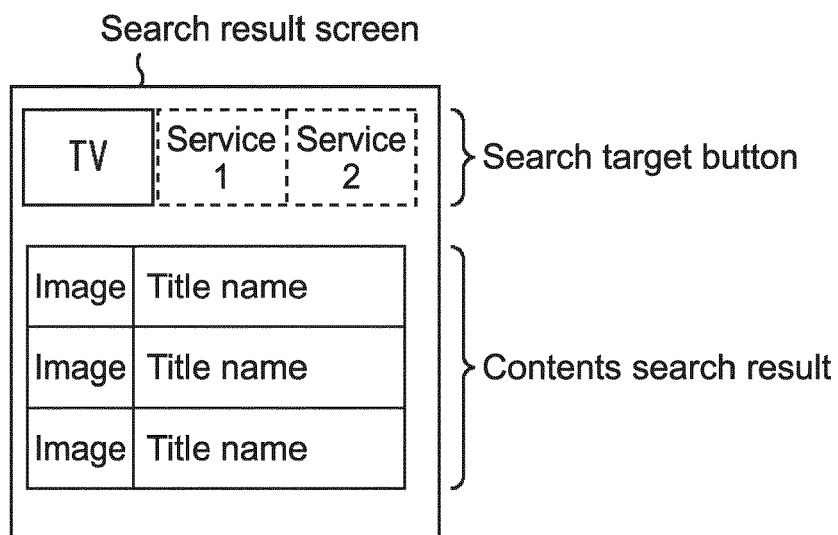 Search result screen
TV
Service
1
Service
2
Search target button
Image
Title name
Image
Title name
Image
Title name
Contents search result